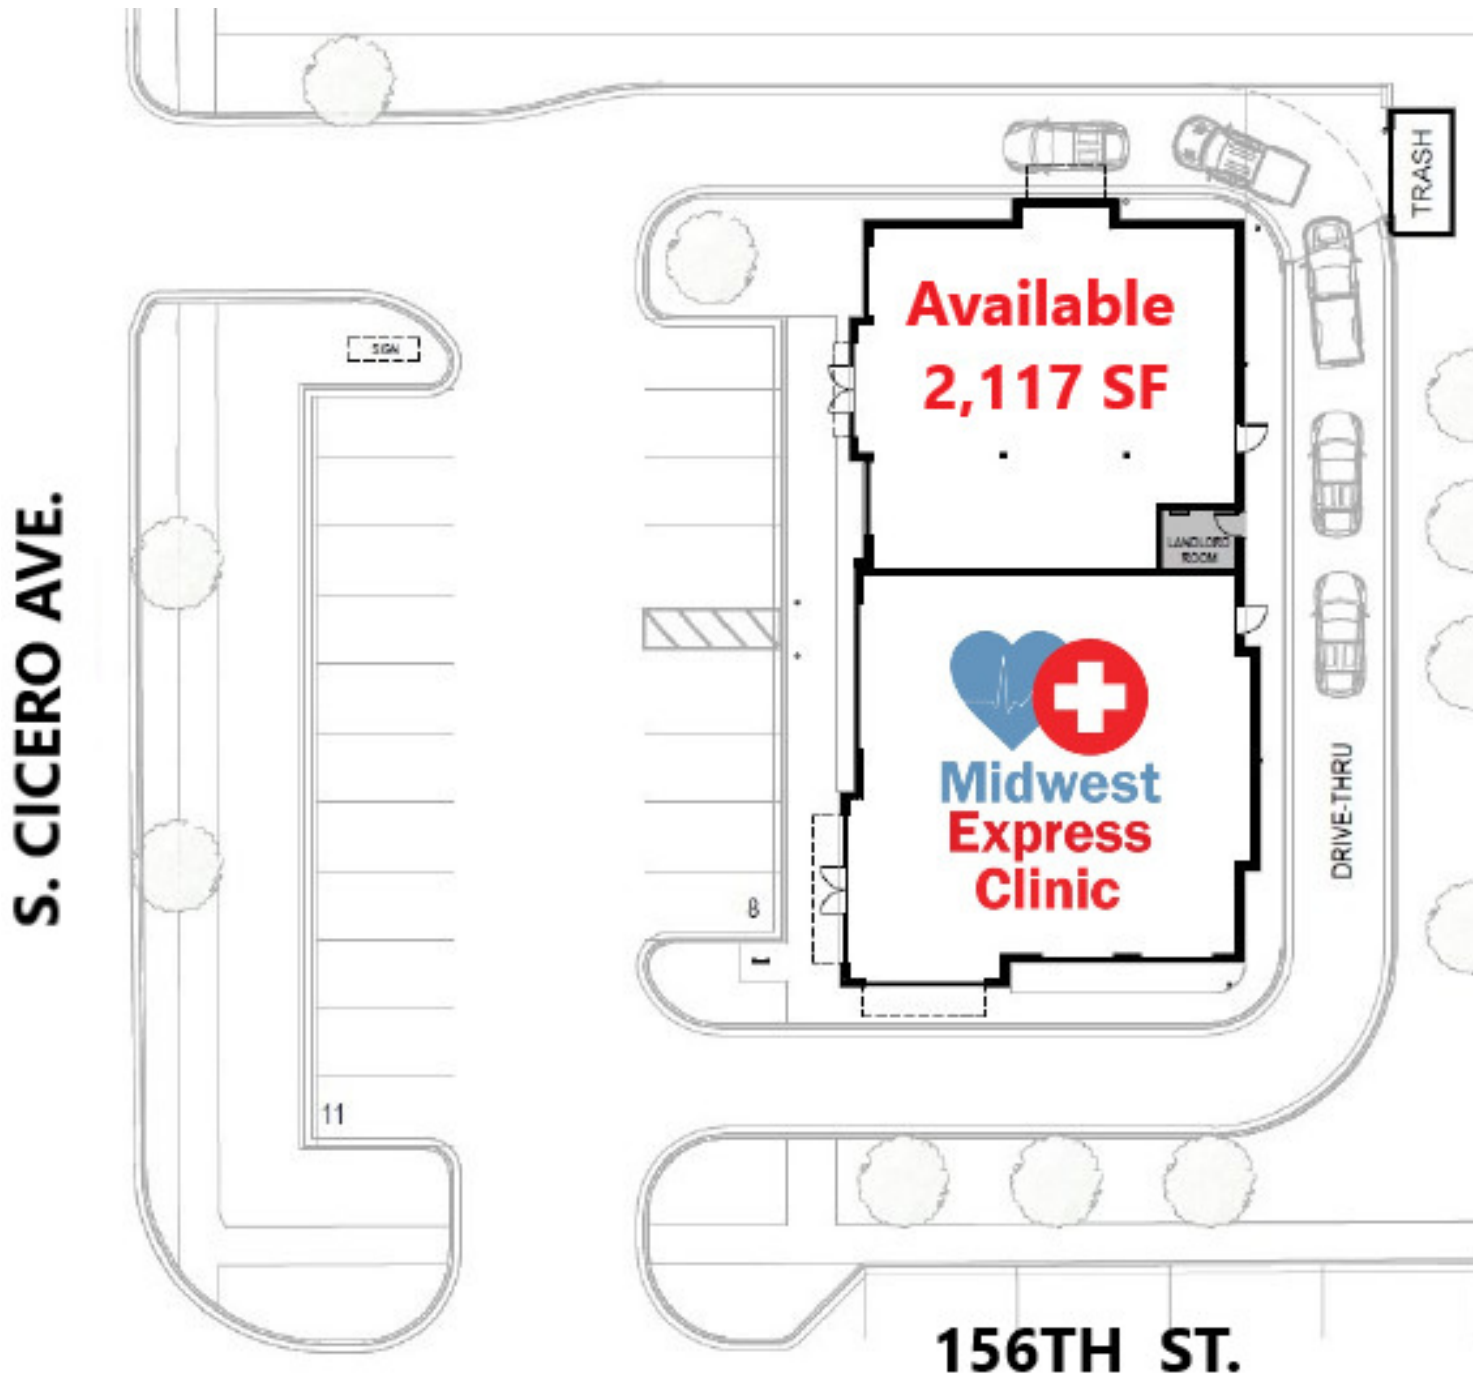 TRASH
Available
2,117 SF
SIGN
LANDLORD
ROOM
S. CICERO AVE.
Midwest
Express
Clinic
DRIVE-THRU
8
11
156TH ST.